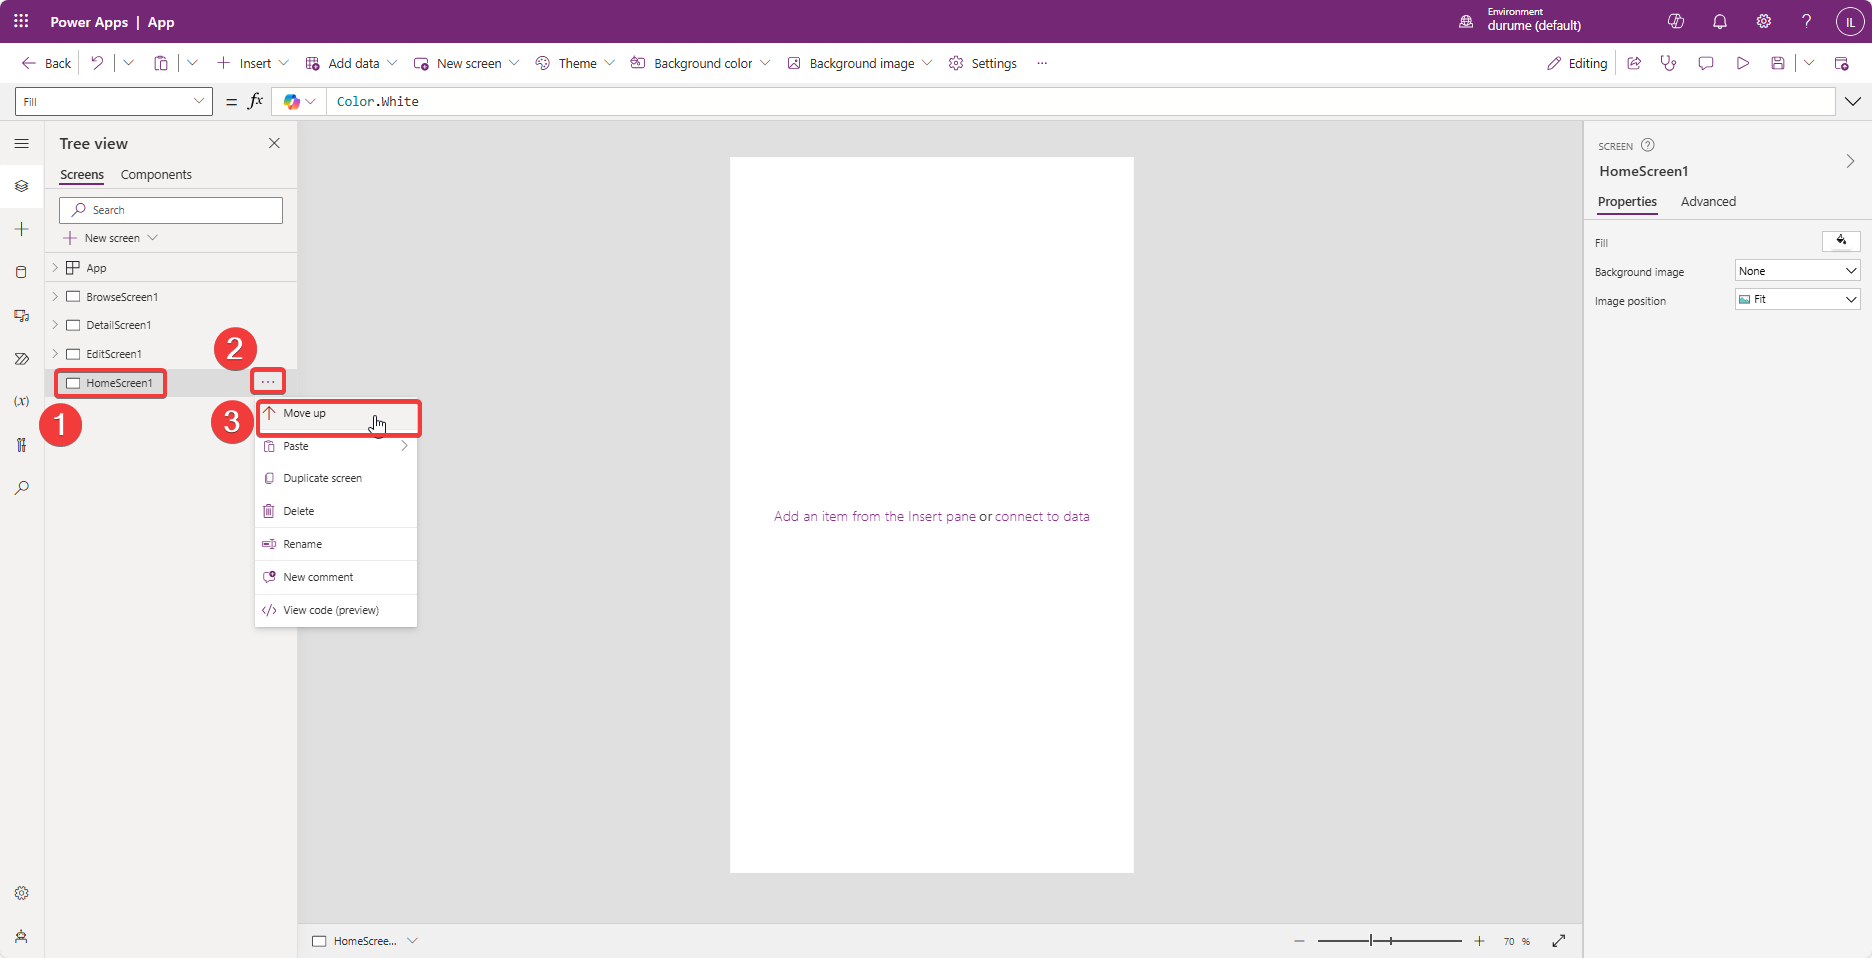 Power Apps | App
Environment
durume (default)
IL
Back
Insert
Add data
New screen
Theme
Background color
Background image
Settings
Editing
Fill
= fx
Color.White
Tree view
Screens
Components
Search
New screen
App
BrowseScreen1
DetailScreen1
EditScreen1
HomeScreen1
1
2
3
Move up
Paste
Duplicate screen
Delete
Rename
New comment
View code (preview)
(x)
Add an item from the Insert pane or connect to data
SCREEN
HomeScreen1
Properties
Advanced
Fill
Background image
None
Image position
Fit
HomeScree...
70 %